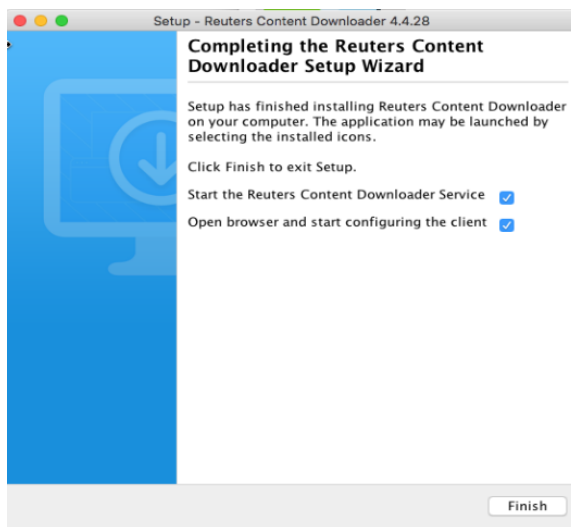 Setup - Reuters Content Downloader 4.4.28
Completing the Reuters Content
Downloader Setup Wizard
Setup has finished installing Reuters Content Downloader
on your computer. The application may be launched by
selecting the installed icons.
Click Finish to exit Setup.
Start the Reuters Content Downloader Service
Open browser and start configuring the client
Finish